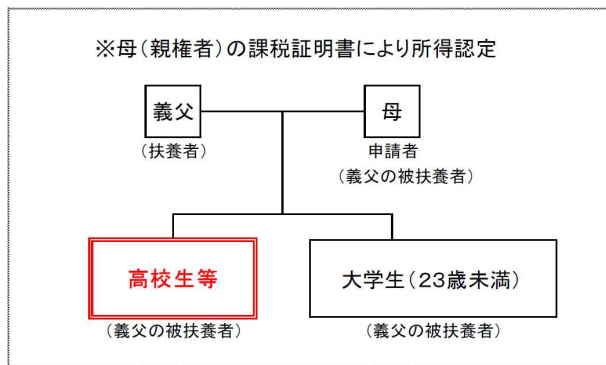 ※母(親権者)の課税証明書により所得認定
義父
母
(扶養者)
申請者
(義父の被扶養者)
高校生等
大学生(23歳未満)
(義父の被扶養者)
(義父の被扶養者)